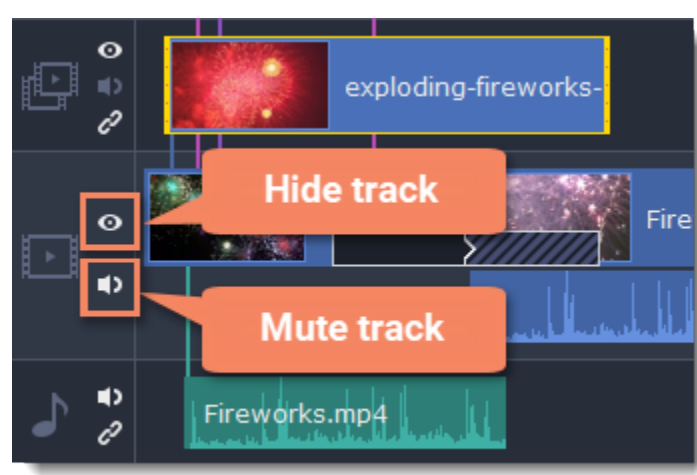 exploding-fireworks-
Hide track
Fire
Mute track
Fireworks.mp4